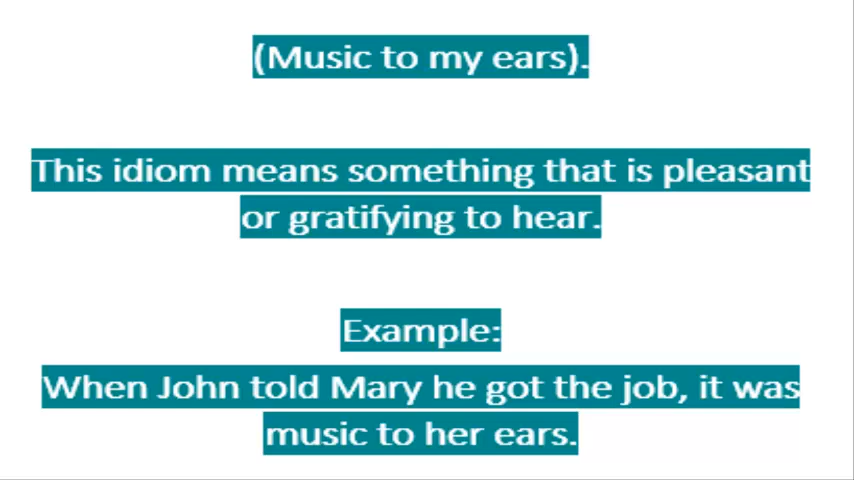 (Music to my ears).
This idiom means something that is pleasant
or gratifying to hear.
Example:
When John told Mary he got the job, it was
music to her ears.